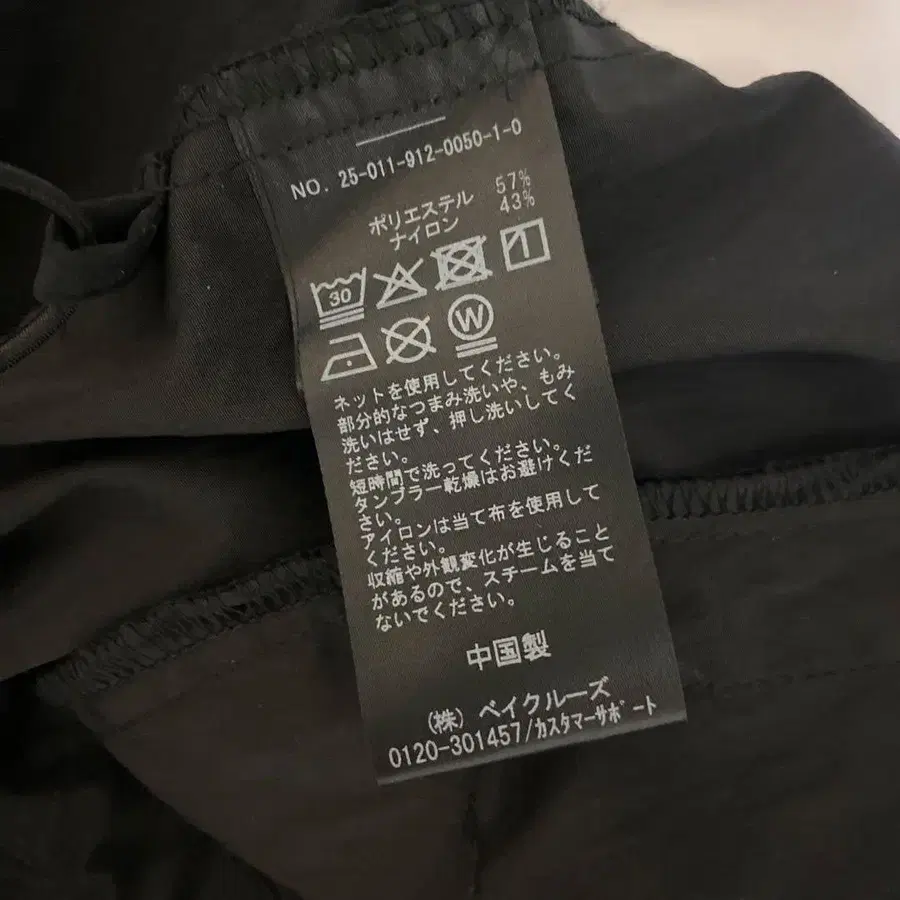 NO. 25-011-912-0050-1-0
ポリエステル 57%
ナイロン 43%
30
W
ネットを使用してください。
部分的なつまみ洗いや、もみ
洗いはせず、押し洗いしてく
ださい。
短時間で洗ってください。
タンブラー乾燥はお避けくだ
さい。
アイロンは当て布を使用して
ください。
収縮や外観変化が生じること
があるので、スチームを当て
ないでください。
中国製
(株) ベイクルーズ
0120-301457/ カスタマーサポート